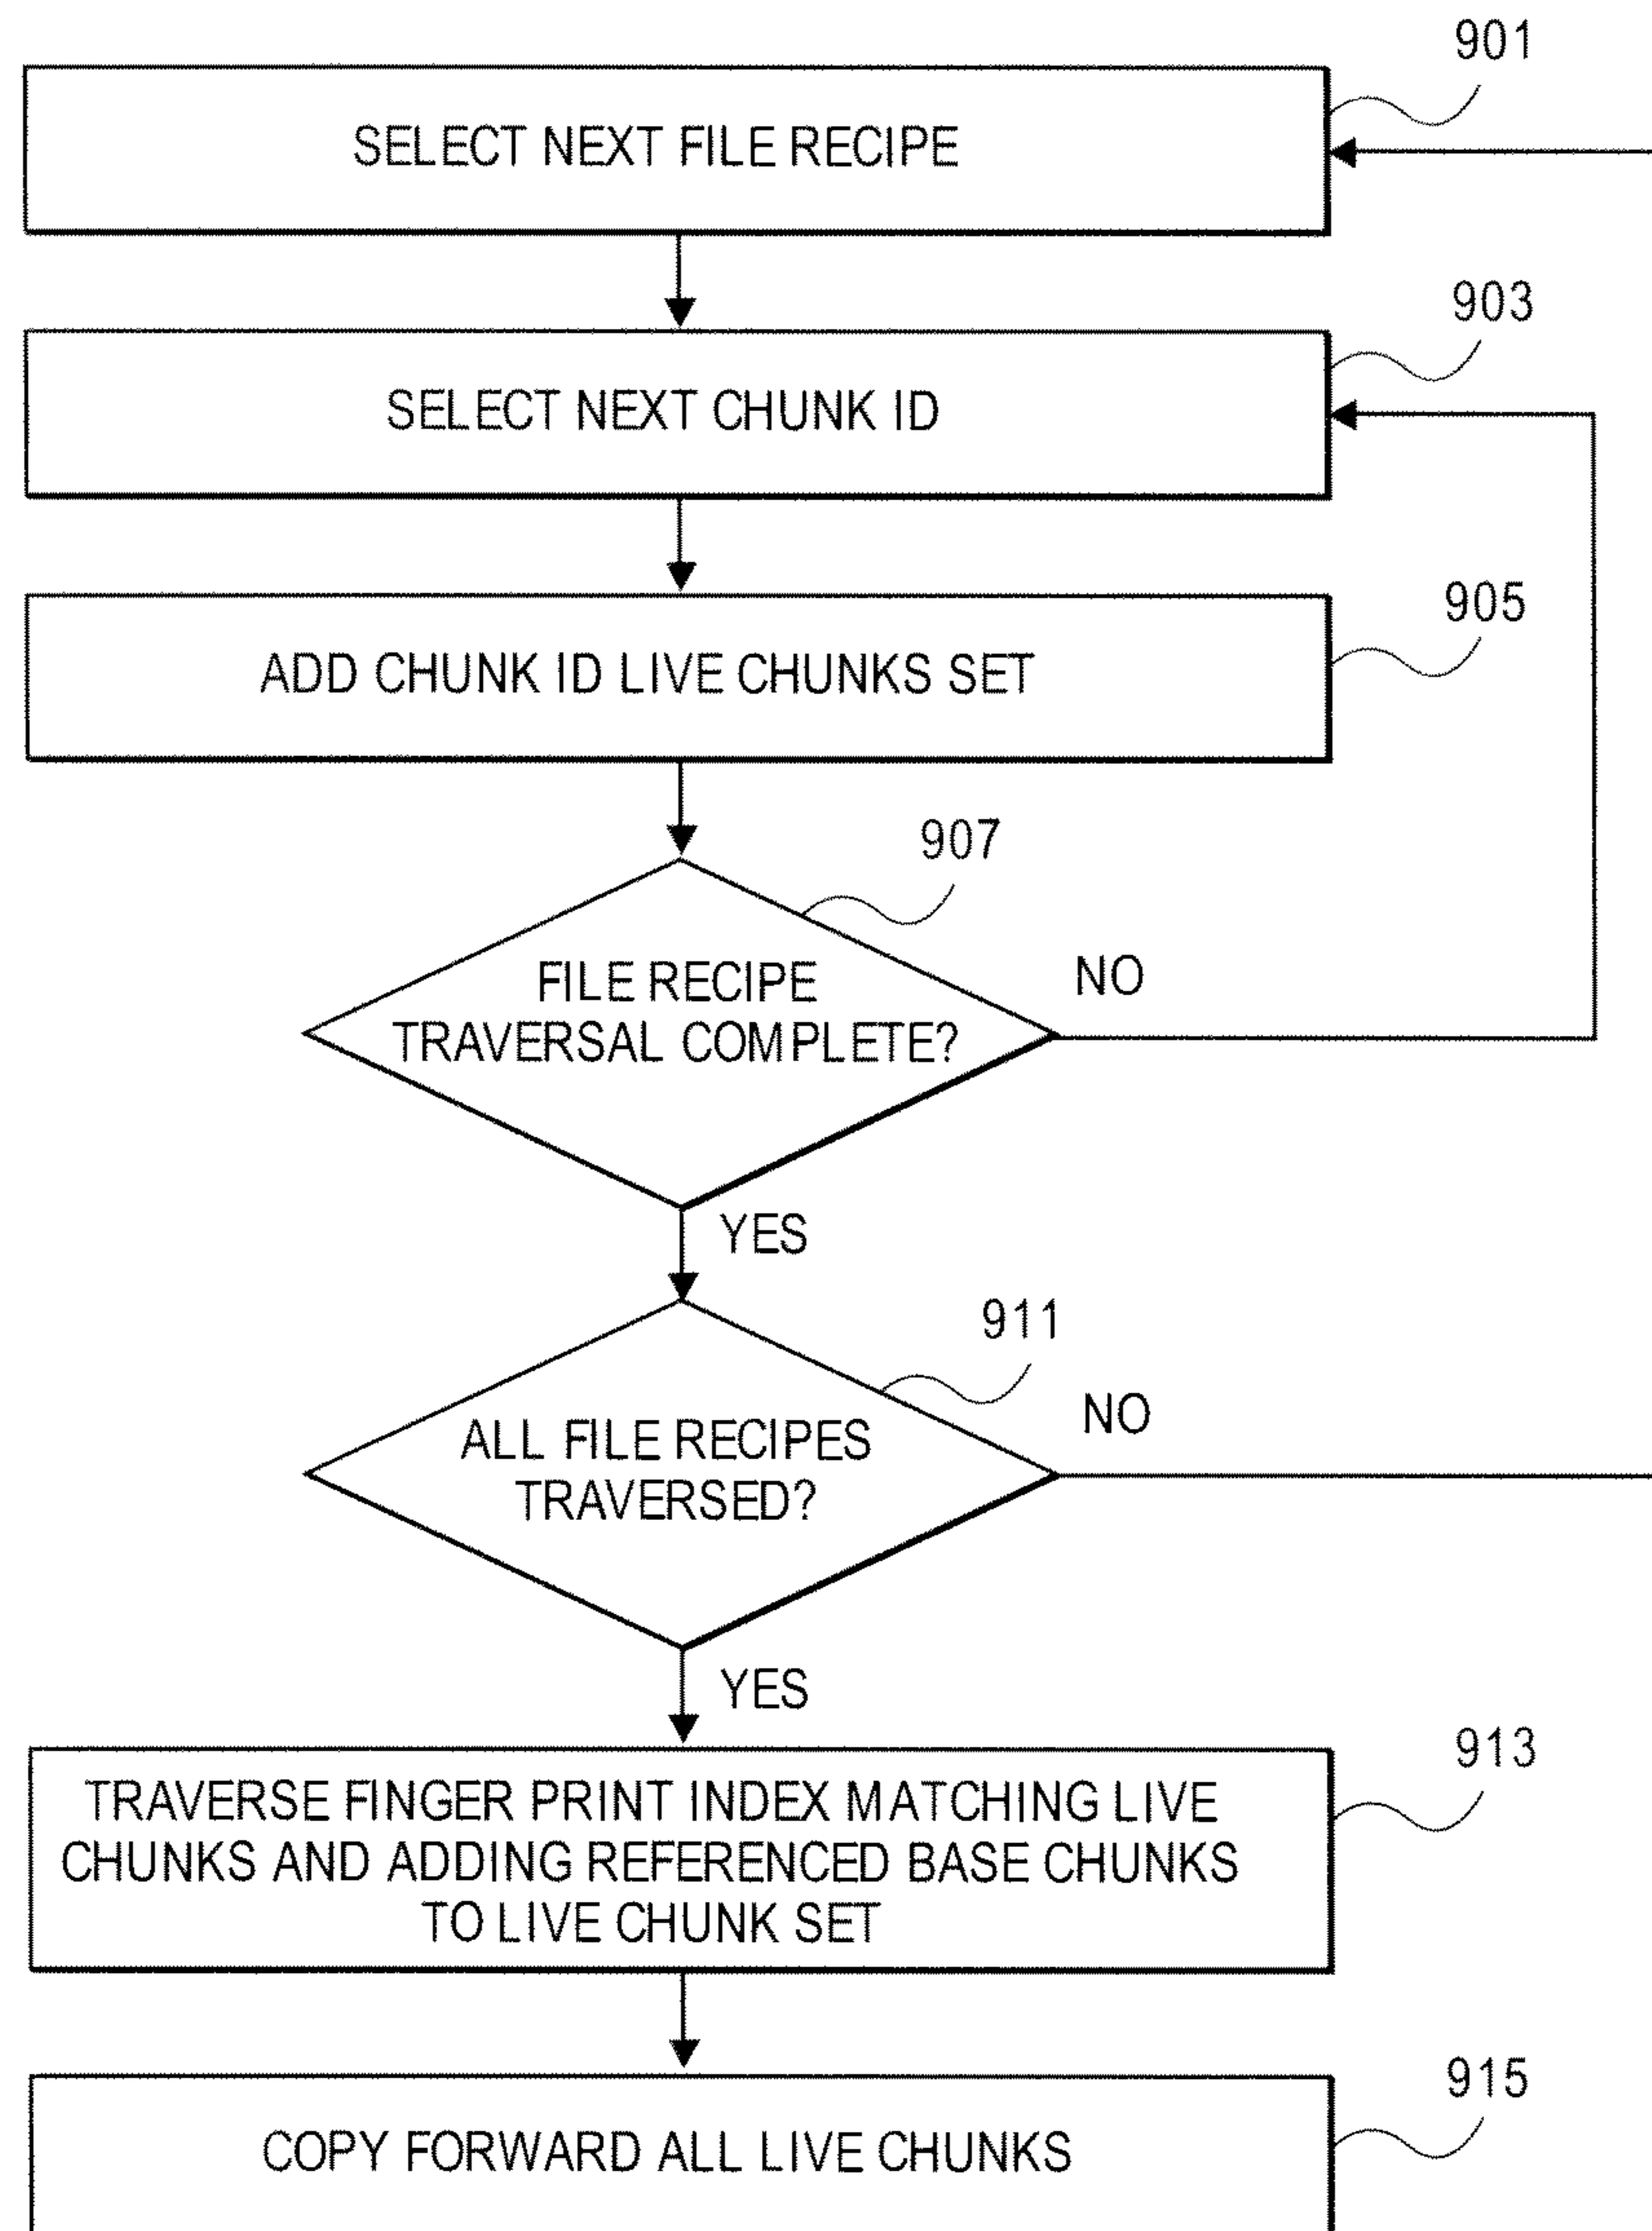 901
SELECT NEXT FILE RECIPE
903
SELECT NEXT CHUNK ID
905
ADD CHUNK ID LIVE CHUNKS SET
907
FILE RECIPE
TRAVERSAL COMPLETE?
NO
YES
911
ALL FILE RECIPES
TRAVERSED?
NO
YES
913
TRAVERSE FINGER PRINT INDEX MATCHING LIVE
CHUNKS AND ADDING REFERENCED BASE CHUNKS
TO LIVE CHUNK SET
915
COPY FORWARD ALL LIVE CHUNKS